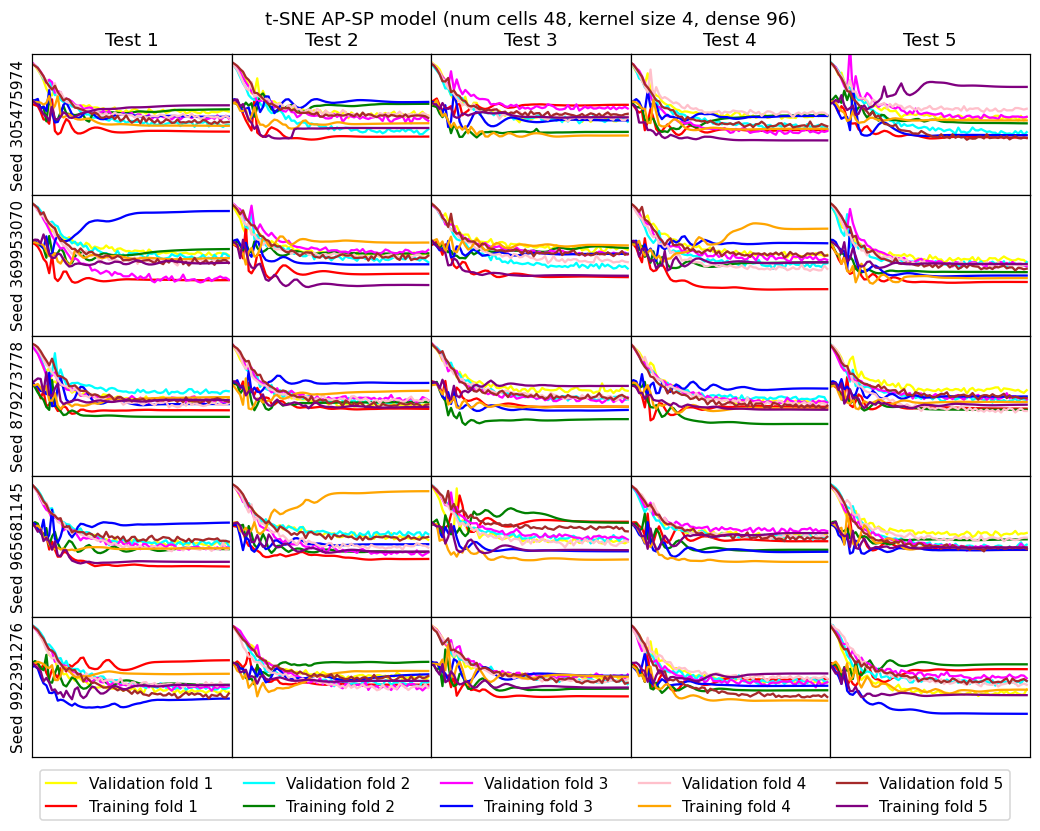 t-SNE AP-SP model (num cells 48, kernel size 4, dense 96)
Test 1 Test 2 Test 3 Test 4 Test 5
Seed 305475974
Seed 369953070
Seed 879273778
Seed 965681145
Seed 992391276
Validation fold 1 Validation fold 2 Validation fold 3 Validation fold 4 Validation fold 5
Training fold 1 Training fold 2 Training fold 3 Training fold 4 Training fold 5